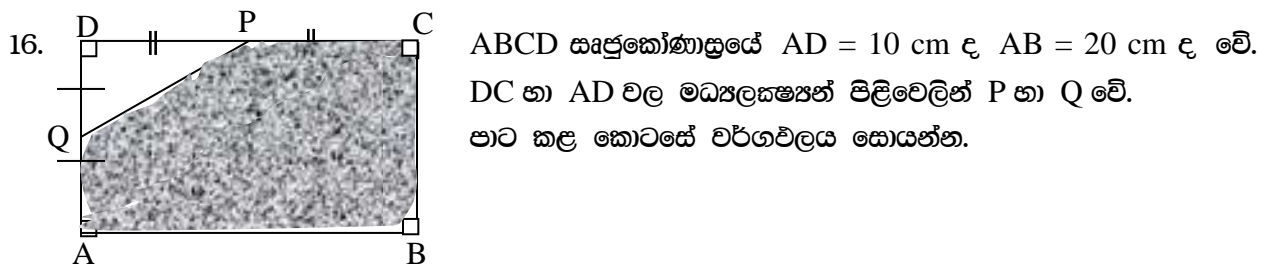 16.
D P C
Q
A B
ABCD සෘජුකෝණාස්‍රයේ AD = 10 cm ද AB = 20 cm ද වේ.
DC හා AD වල මධ්‍යලක්‍ෂ්‍යන් පිළිවෙලින් P හා Q වේ.
පාට කළ කොටසේ වර්ගඵලය සොයන්න.